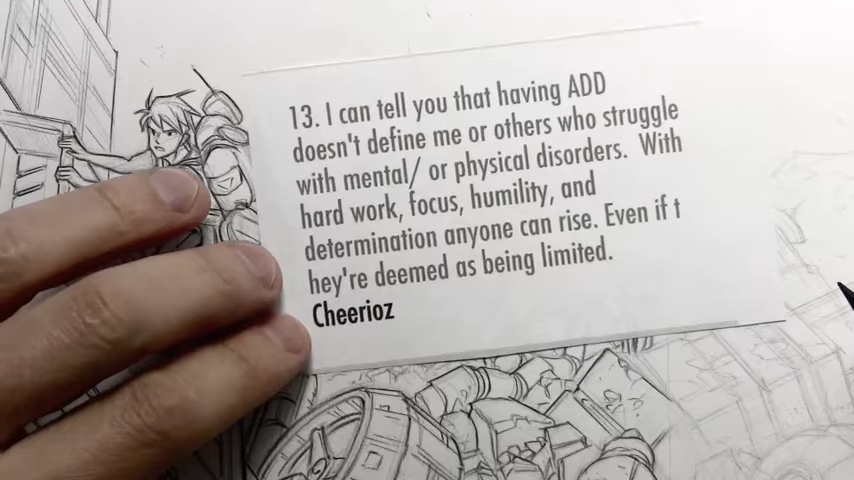 13. I can tell you that having ADD
doesn't define me or others who struggle
with mental/ or physical disorders. With
hard work, focus, humility, and
determination anyone can rise. Even if t
hey're deemed as being limited.
Cheerioz